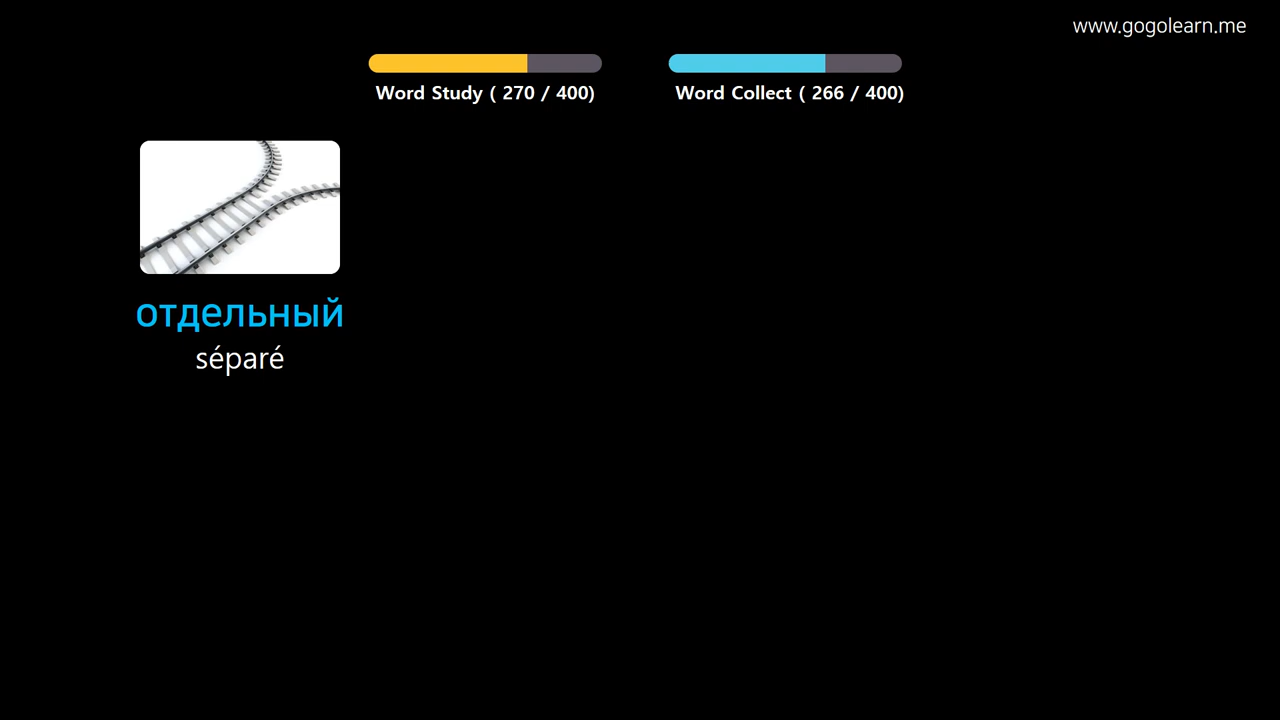 www.gogolearn.me
Word Study ( 270 / 400)
Word Collect ( 266 / 400)
отдельный
séparé